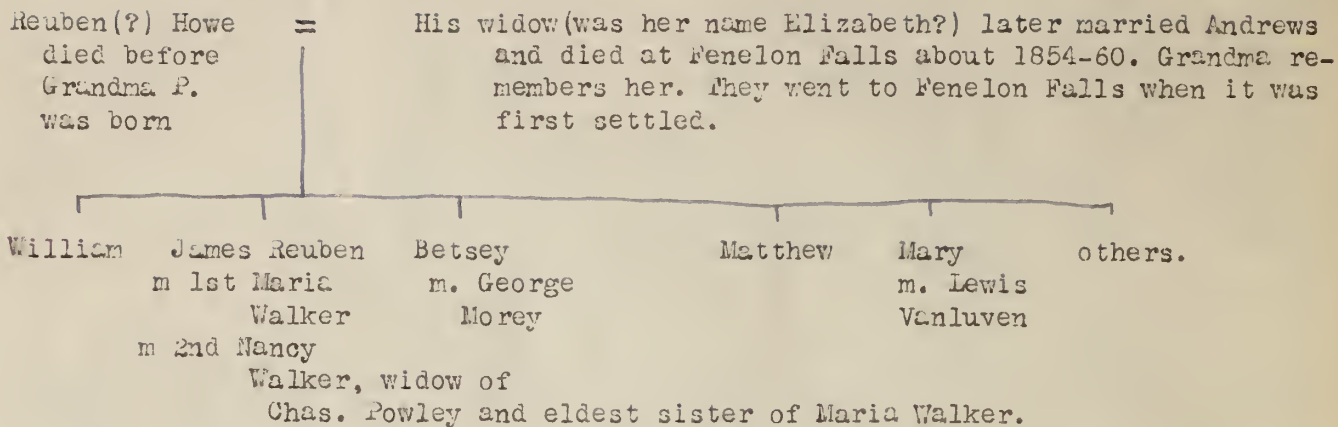 Reuben(?) Howe = His widow(was her name Elizabeth?) later married Andrews
died before and died at Fenelon Falls about 1854-60. Grandma re-
Grandma P. members her. They went to Fenelon Falls when it was
was born first settled.
William James Reuben Betsey Matthew Mary others.
m 1st Maria m. George m. Lewis
Walker Morey Vanluven
m 2nd Nancy
Walker, widow of
Chas. Powley and eldest sister of Maria Walker.